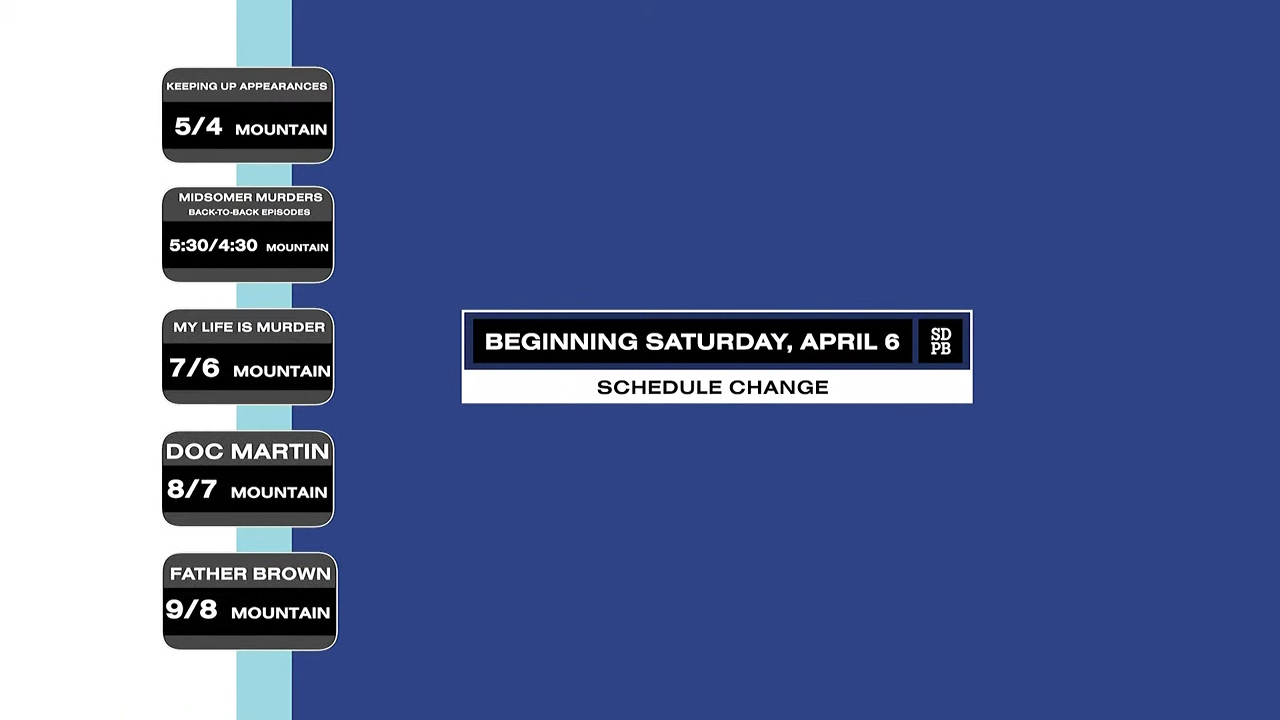 KEEPING UP APPEARANCES
5/4 MOUNTAIN
MIDSOMER MURDERS
BACK-TO-BACK EPISODES
5:30/4:30 MOUNTAIN
MY LIFE IS MURDER
7/6 MOUNTAIN
DOC MARTIN
8/7 MOUNTAIN
FATHER BROWN
9/8 MOUNTAIN
BEGINNING SATURDAY, APRIL 6
SD
PB
SCHEDULE CHANGE